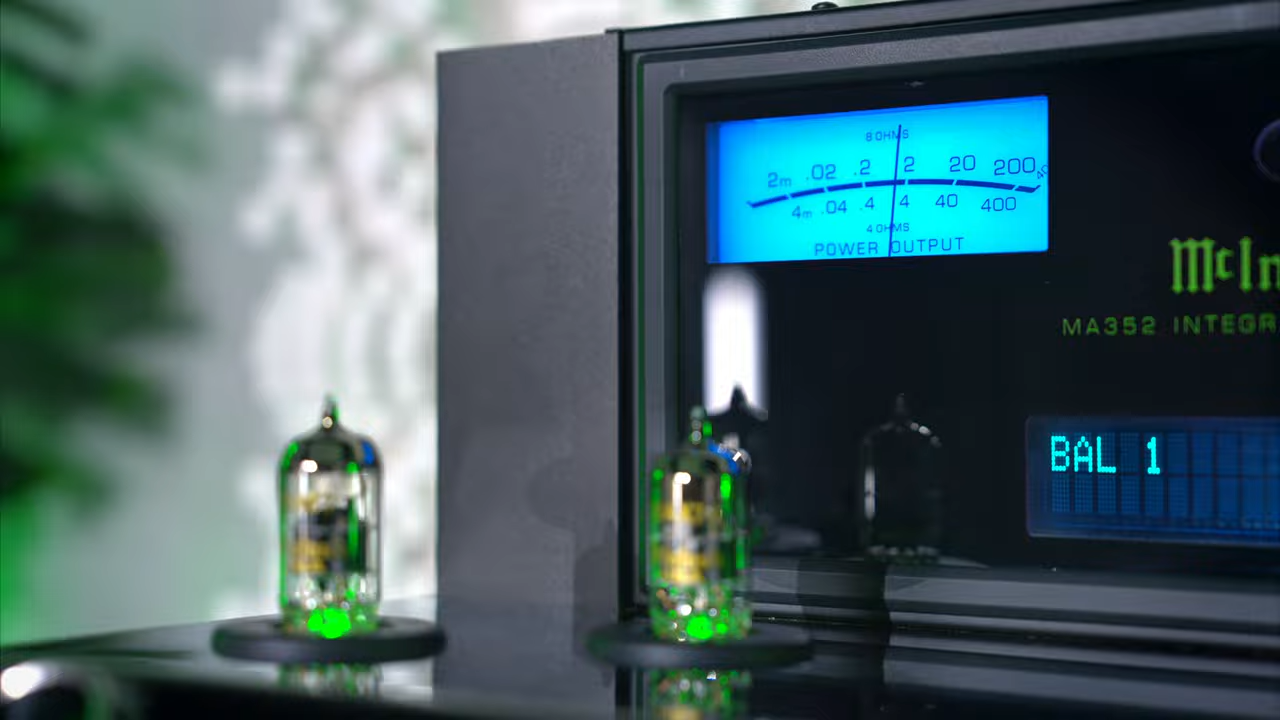 8 OHMS
2m .02 .2 2 20 200
4m .04 .4 4 40 400
4 OHMS
POWER OUTPUT
McIn
MA352 INTEGR
BAL 1